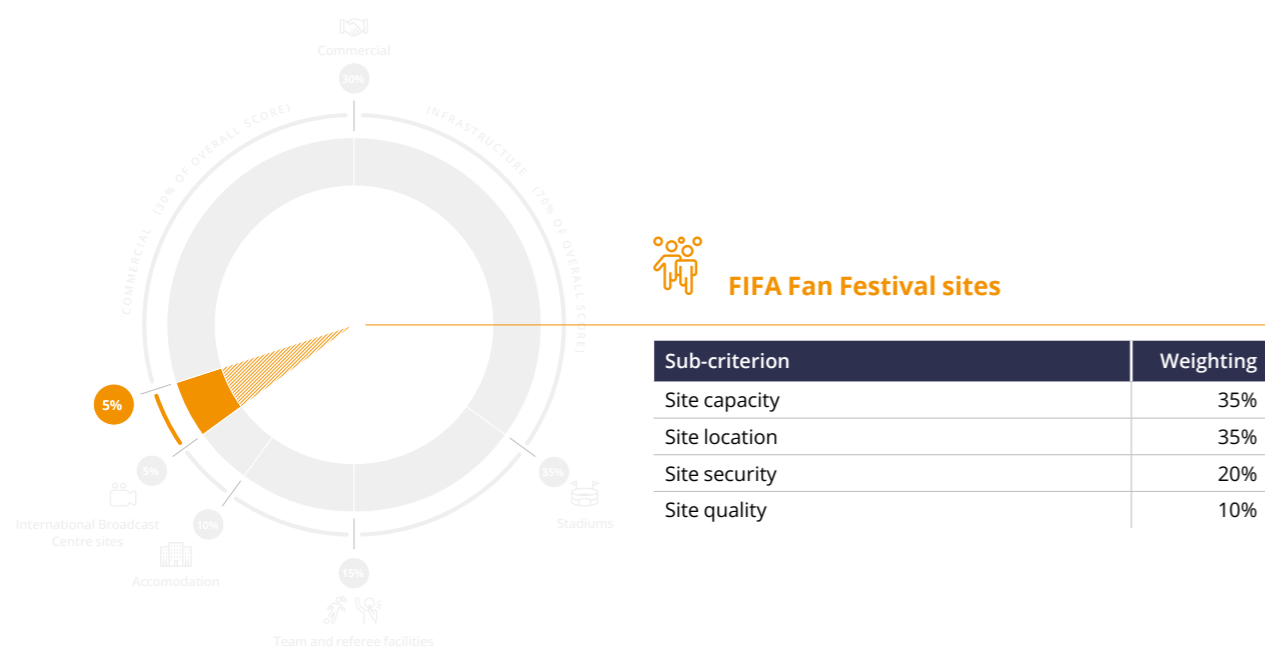 Commercial
30%
COMMERCIAL (30% OF OVERALL SCORE)
INFRASTRUCTURE (70% OF OVERALL SCORE)
FIFA Fan Festival sites
Sub-criterion Weighting
Site capacity 35%
Site location 35%
Site security 20%
Site quality 10%
5%
5%
International Broadcast
Centre sites
10%
Accomodation
15%
Team and referee facilities
35%
Stadiums